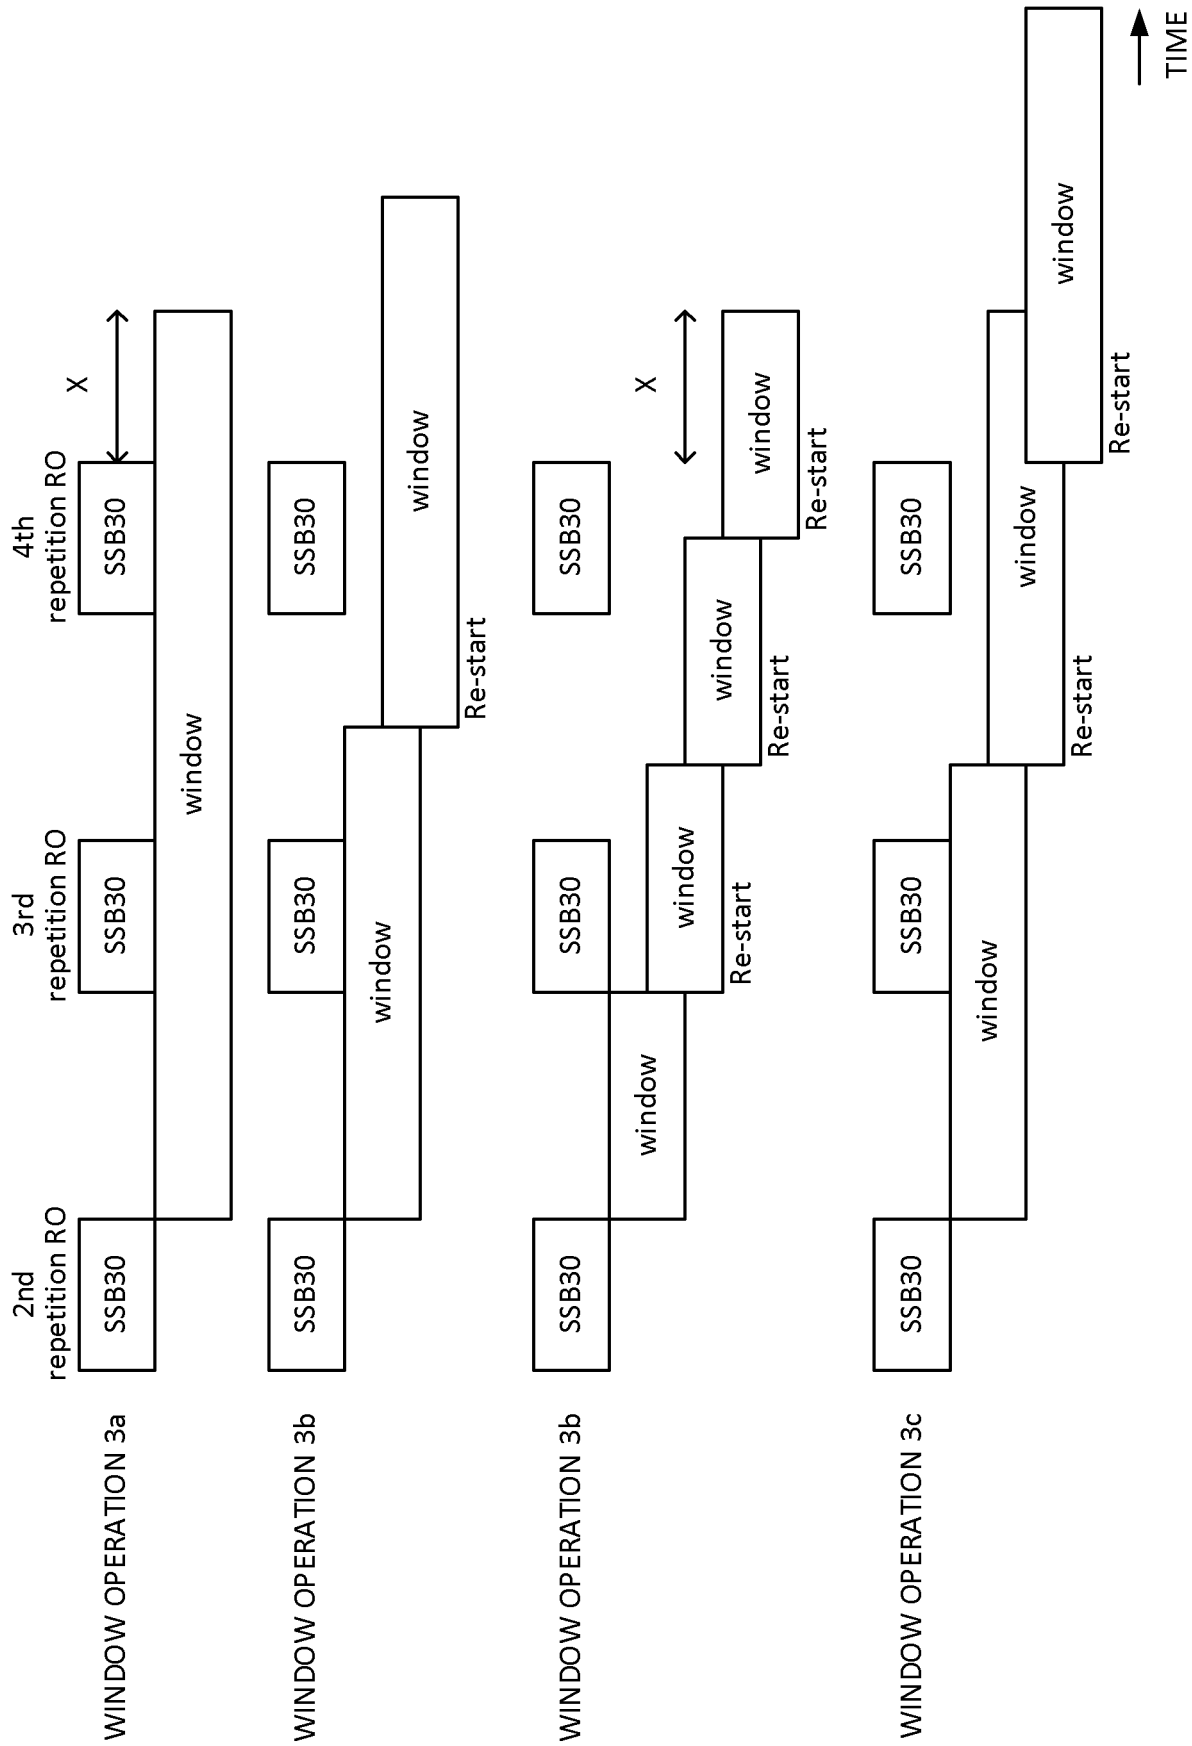 2nd
repetition RO
3rd
repetition RO
4th
repetition RO
WINDOW OPERATION 3a
SSB30
SSB30
SSB30
X
window
WINDOW OPERATION 3b
SSB30
SSB30
SSB30
window
window
Re-start
WINDOW OPERATION 3b
SSB30
SSB30
SSB30
X
window
window
Re-start
window
Re-start
window
Re-start
WINDOW OPERATION 3c
SSB30
SSB30
SSB30
window
window
Re-start
window
Re-start
TIME